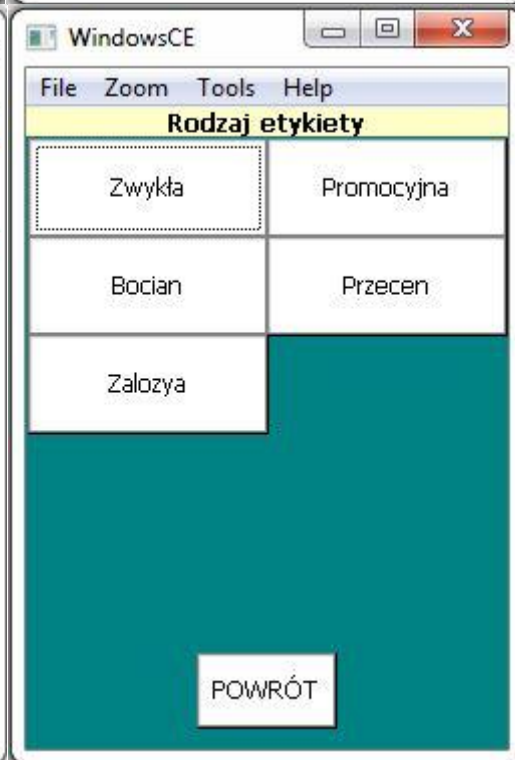 WindowsCE
File Zoom Tools Help
Rodzaj etykiety
Zwykła Promocyjna
Bocian Przecen
Zalozya
POWRÓT